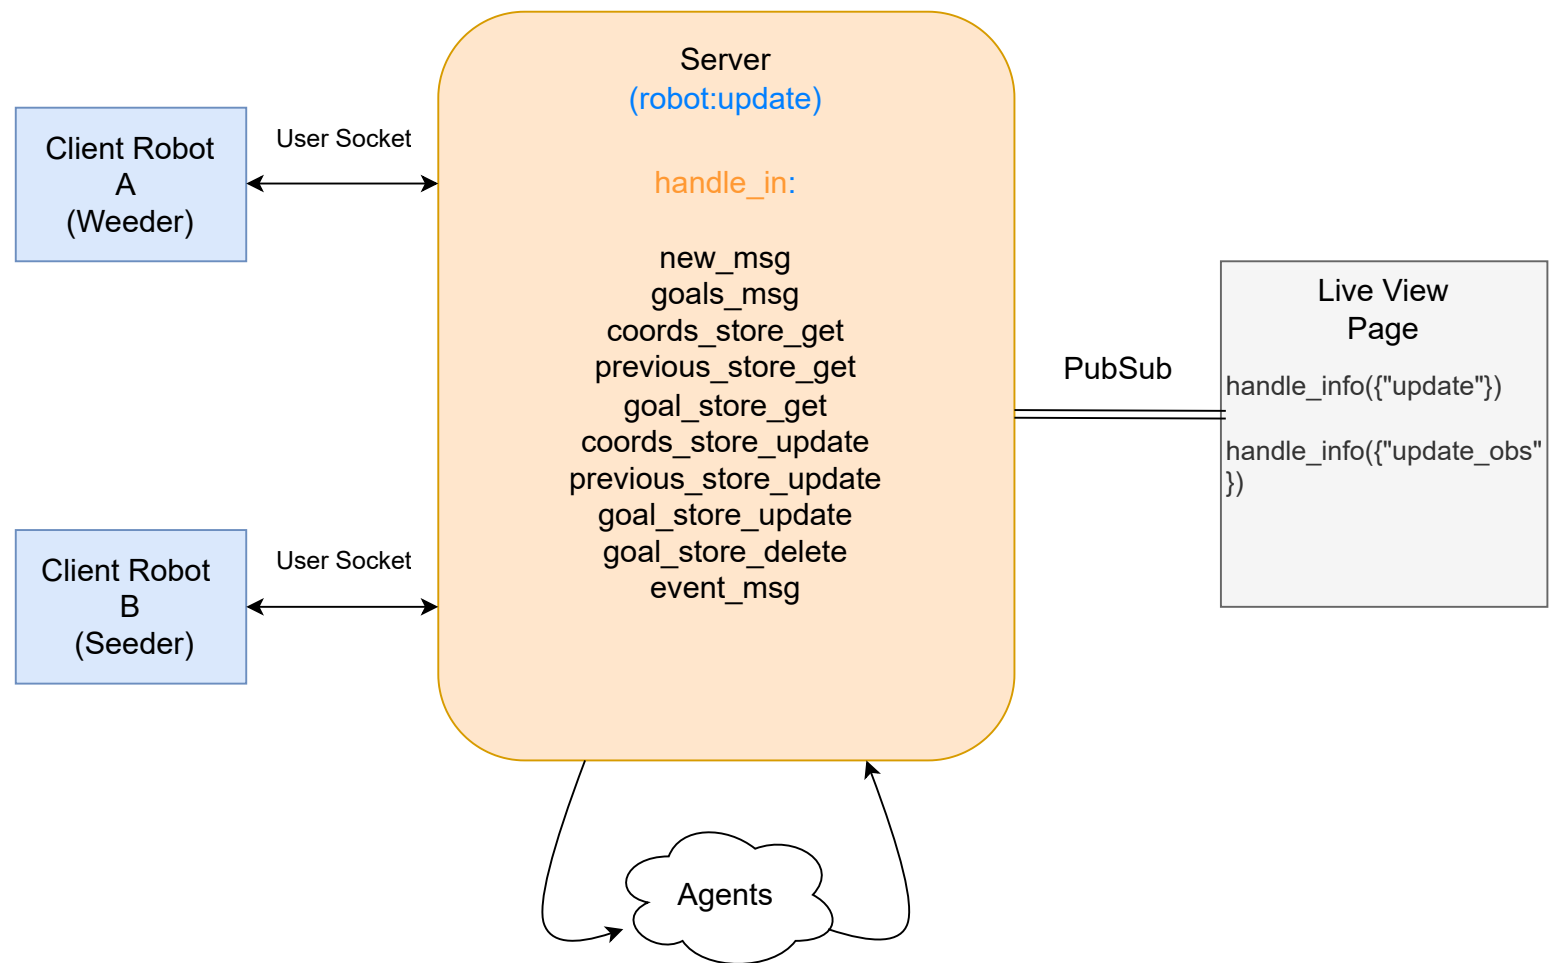 Server
(robot:update)
handle_in:
new_msg
goals_msg
coords_store_get
previous_store_get
goal_store_get
coords_store_update
previous_store_update
goal_store_update
goal_store_delete
event_msg
Client Robot
A
(Weeder)
User Socket
Client Robot
B
(Seeder)
User Socket
PubSub
Live View
Page
handle_info({"update"})
handle_info({"update_obs"
})
Agents